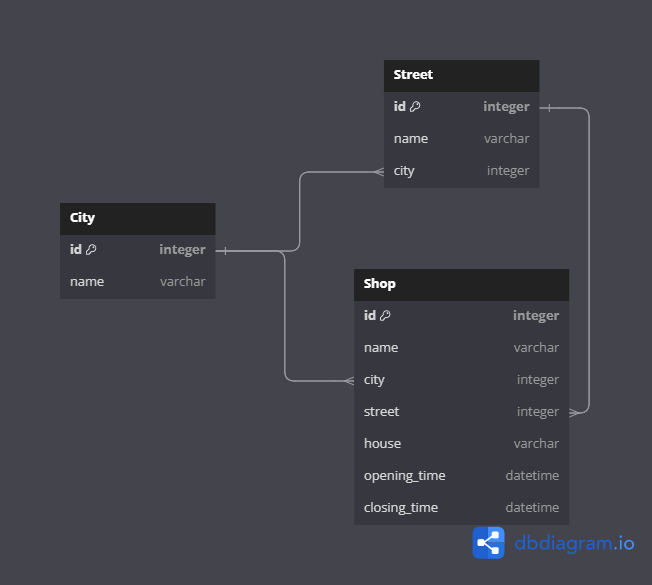 Street
id integer
name varchar
city integer
City
id integer
name varchar
Shop
id integer
name varchar
city integer
street integer
house varchar
opening_time datetime
closing_time datetime
dbdiagram.io